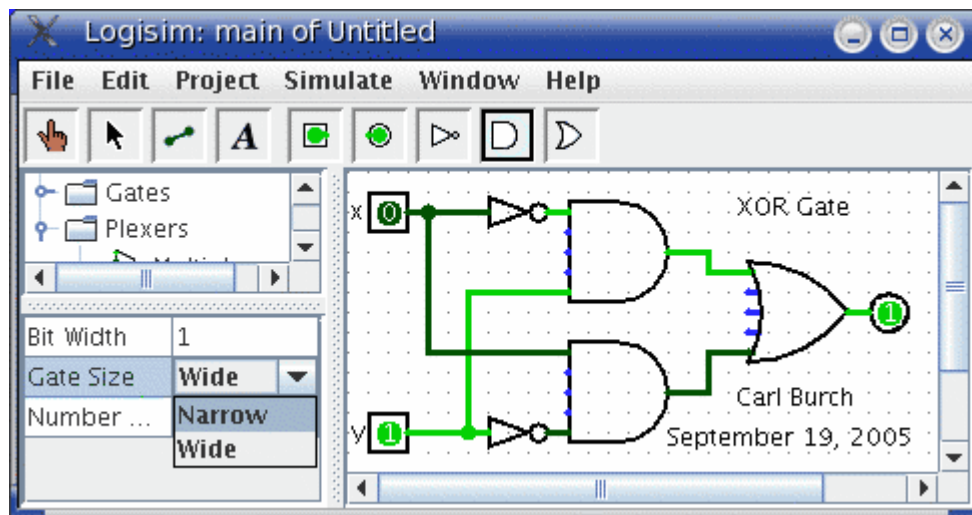 Logisim: main of Untitled
File Edit Project Simulate Window Help
A
Gates
Plexers
Bit Width 1
Gate Size Wide
Number ...
Narrow
Wide
x 0
XOR Gate
1
Carl Burch
y 1
September 19, 2005